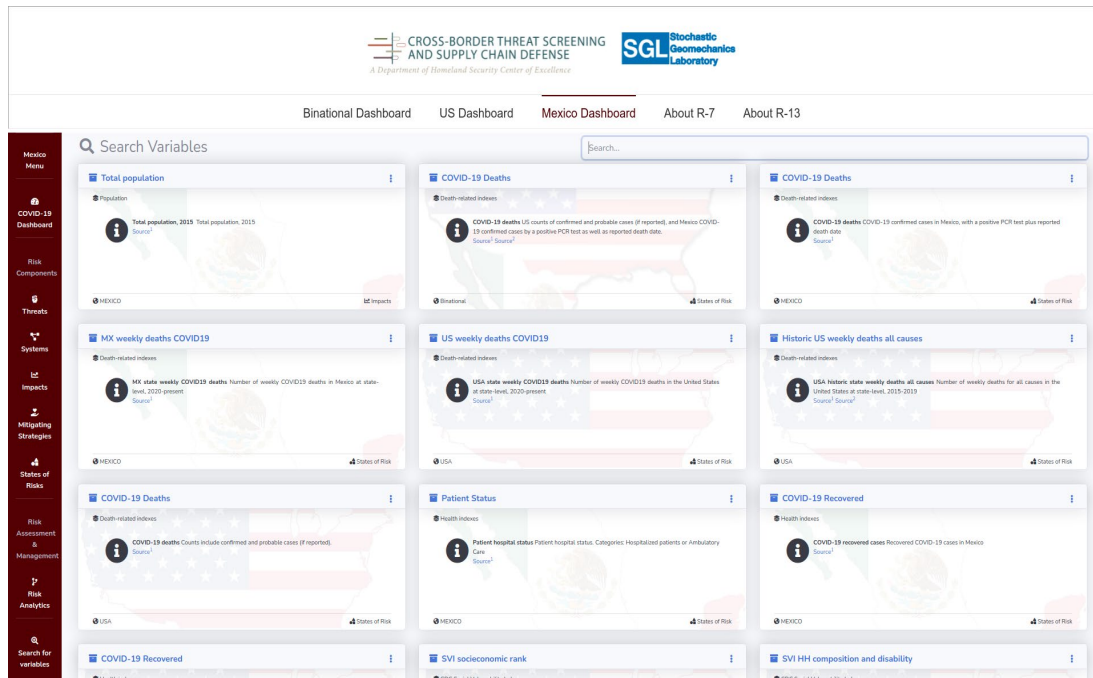 CROSS-BORDER THREAT SCREENING
AND SUPPLY CHAIN DEFENSE
A Department of Homeland Security Center of Excellence
SGL Stochastic
Geomechanics
Laboratory
Binational Dashboard US Dashboard Mexico Dashboard About R-7 About R-13
Mexico
Menu
COVID-19
Dashboard
Risk
Components
Threats
Systems
Impacts
Mitigating
Strategies
States of
Risks
Risk
Assessment
&
Management
Risk
Analytics
Search for
variables
Search Variables
Search...
Total population
Population
Total population, 2015 Total population, 2015
Source1
MEXICO Impacts
COVID-19 Deaths
Death-related indexes
COVID-19 deaths US counts of confirmed and probable cases (if reported), and Mexico COVID-
19 confirmed cases by a positive PCR test as well as reported death date.
Source1 Source2
Binational States of Risk
COVID-19 Deaths
Death-related indexes
COVID-19 deaths COVID-19 confirmed cases in Mexico, with a positive PCR test plus reported
death date
Source1
MEXICO States of Risk
MX weekly deaths COVID19
Death-related indexes
MX state weekly COVID19 deaths Number of weekly COVID19 deaths in Mexico at state-
level, 2020-present
Source1
MEXICO States of Risk
US weekly deaths COVID19
Death-related indexes
USA state weekly COVID19 deaths Number of weekly COVID19 deaths in the United States
at state-level, 2020-present
Source1
USA States of Risk
Historic US weekly deaths all causes
Death-related indexes
USA historic state weekly deaths all causes Number of weekly deaths for all causes in the
United States at state-level, 2015-2019
Source1 Source2
USA States of Risk
COVID-19 Deaths
Death-related indexes
COVID-19 deaths Counts include confirmed and probable cases (if reported).
Source1
USA States of Risk
Patient Status
Health indexes
Patient hospital status Patient hospital status. Categories: Hospitalized patients or Ambulatory
Care
Source1
MEXICO States of Risk
COVID-19 Recovered
Health indexes
COVID-19 recovered cases Recovered COVID-19 cases in Mexico
Source1
MEXICO States of Risk
COVID-19 Recovered
SVI socieconomic rank
SVI HH composition and disability